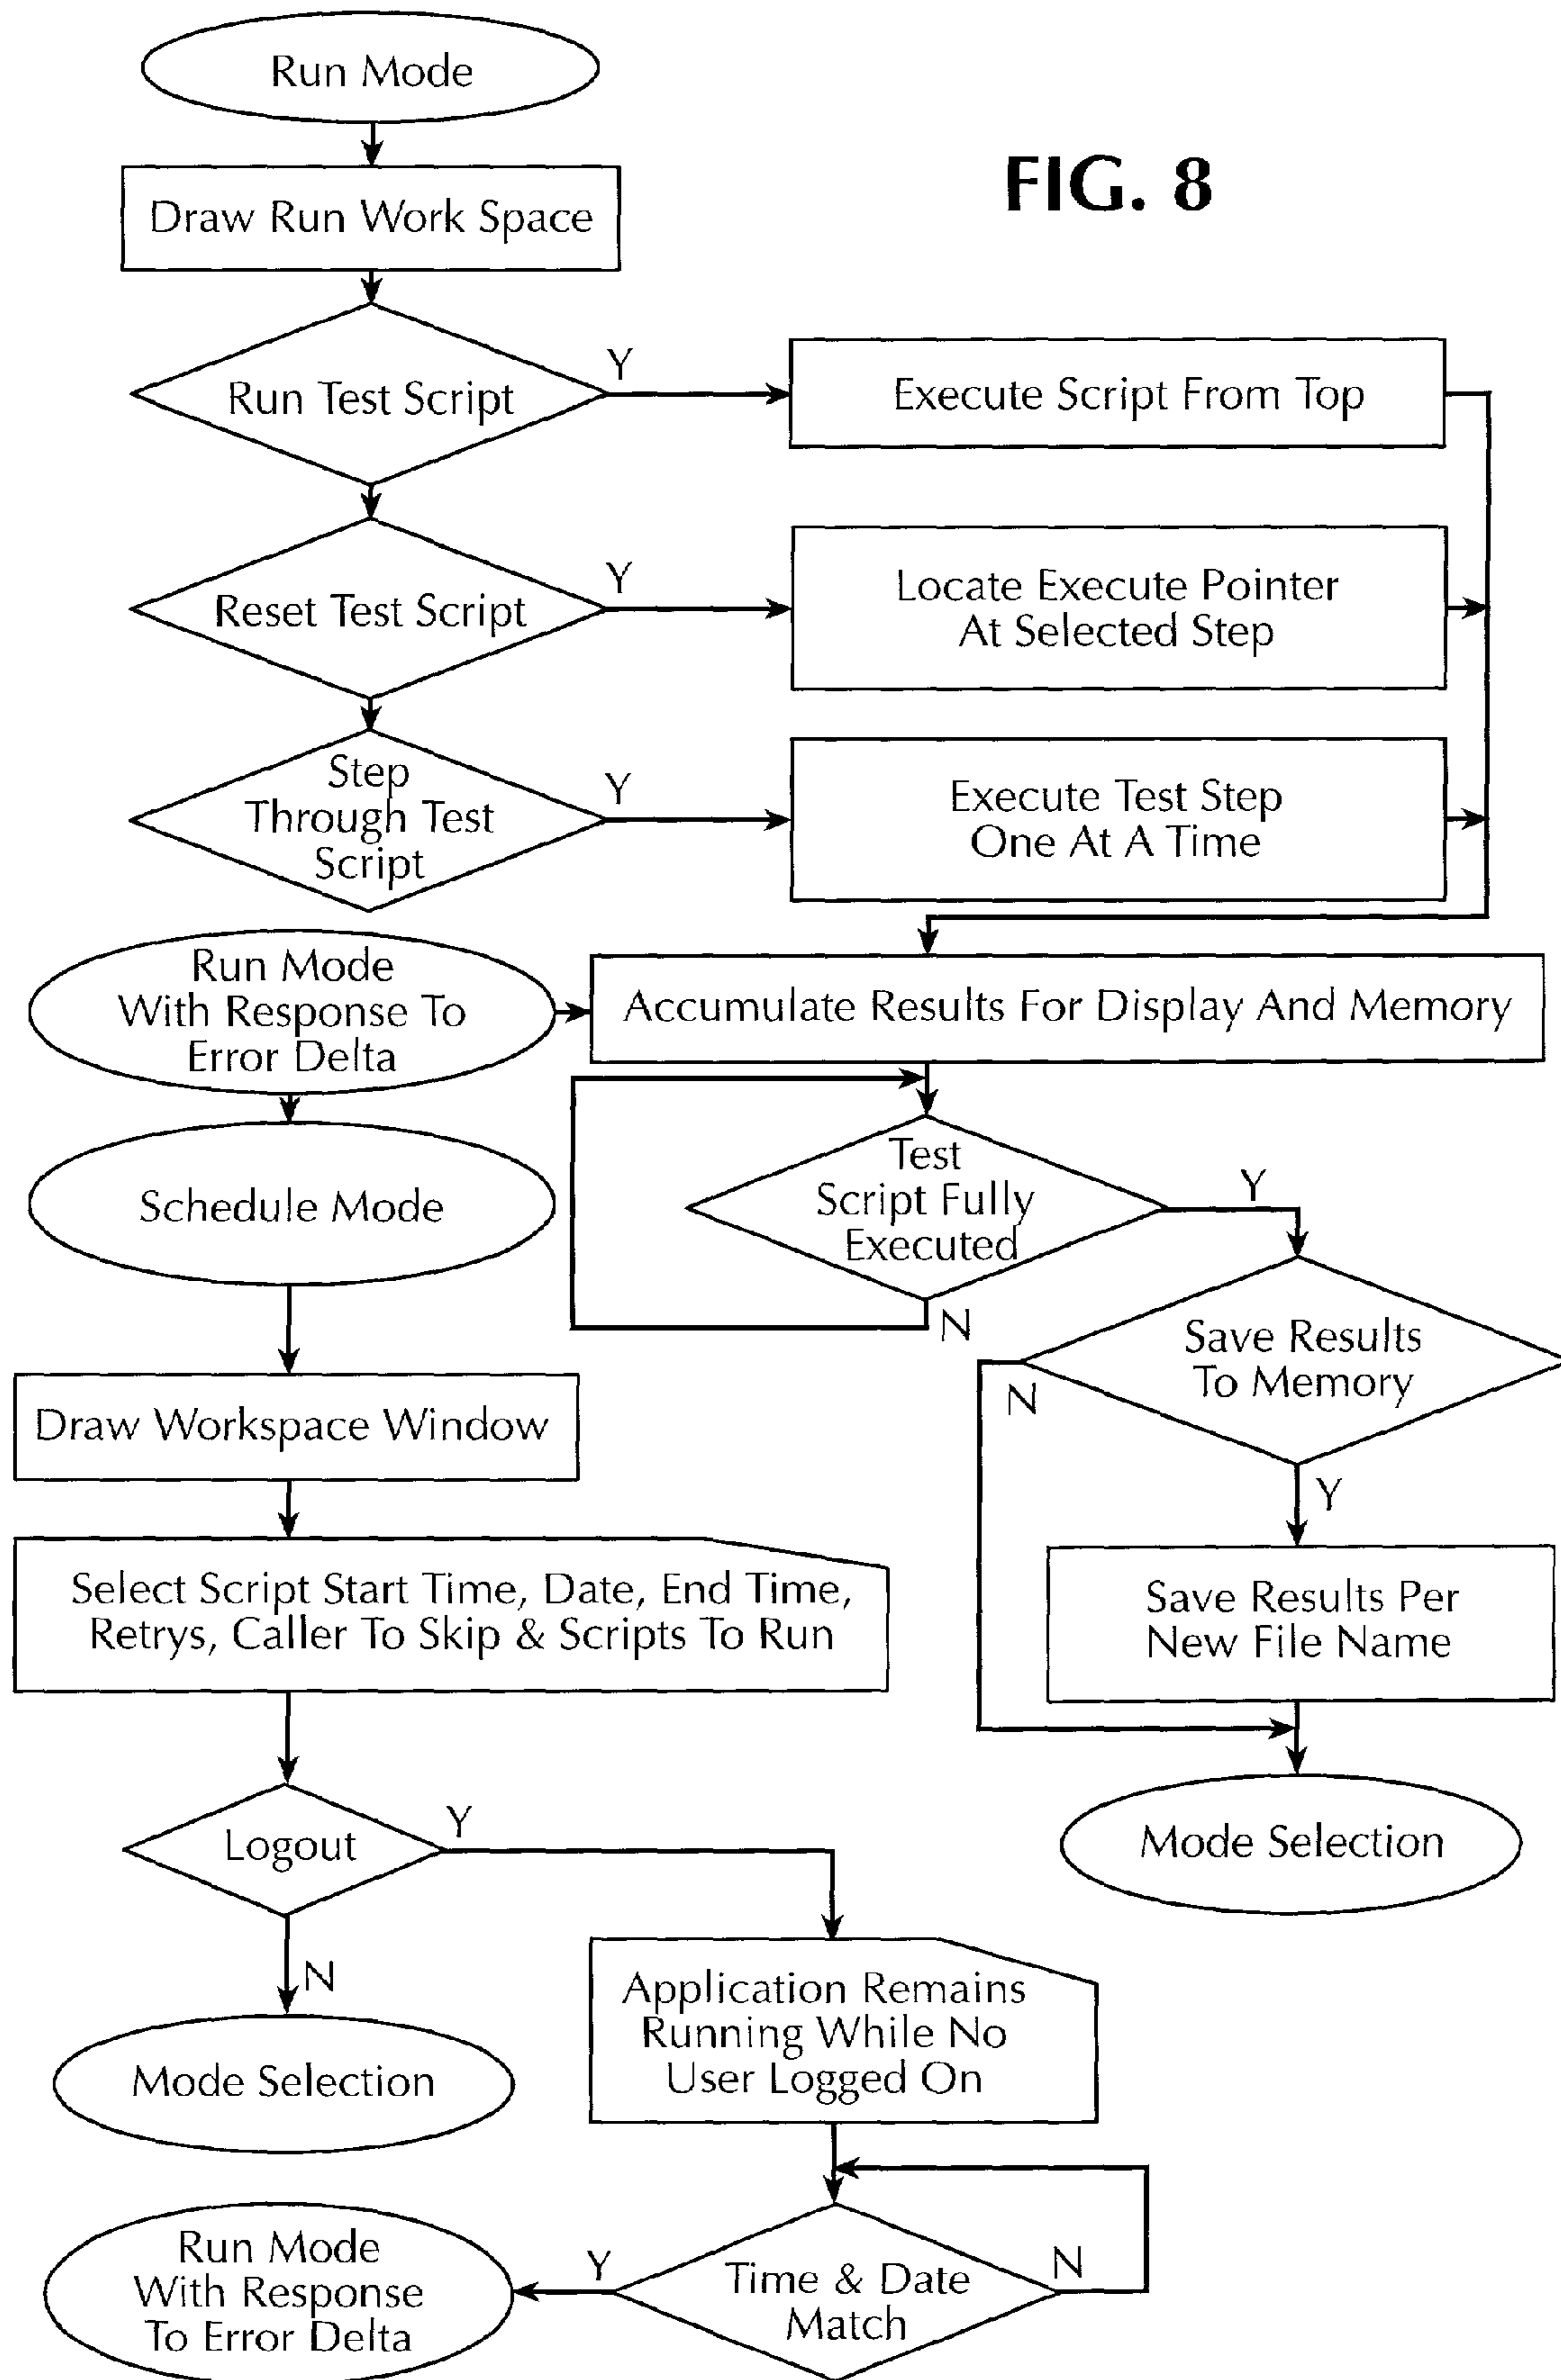 Run Mode
FIG. 8
Draw Run Work Space
Run Test Script
Y
Execute Script From Top
Reset Test Script
Y
Locate Execute Pointer
At Selected Step
Step
Through Test
Script
Y
Execute Test Step
One At A Time
Run Mode
With Response To
Error Delta
Accumulate Results For Display And Memory
Schedule Mode
Test
Script Fully
Executed
Y
N
Save Results
To Memory
N
Y
Draw Workspace Window
Select Script Start Time, Date, End Time,
Retrys, Caller To Skip & Scripts To Run
Save Results Per
New File Name
Mode Selection
Logout
Y
N
Mode Selection
Application Remains
Running While No
User Logged On
Time & Date
Match
N
Y
Run Mode
With Response
To Error Delta